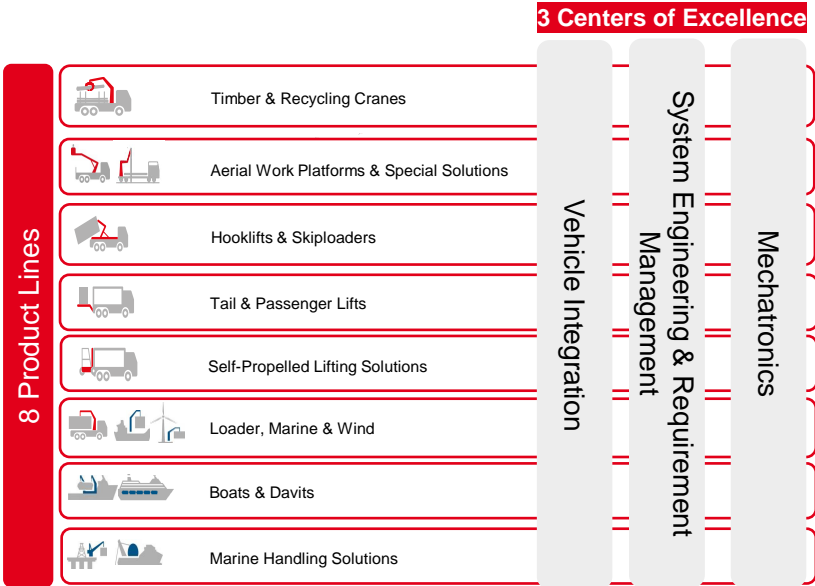 3 Centers of Excellence
8 Product Lines
Timber & Recycling Cranes
Aerial Work Platforms & Special Solutions
Hooklifts & Skiploaders
Tail & Passenger Lifts
Self-Propelled Lifting Solutions
Loader, Marine & Wind
Boats & Davits
Marine Handling Solutions
Vehicle Integration
System Engineering & Requirement
Management
Mechatronics